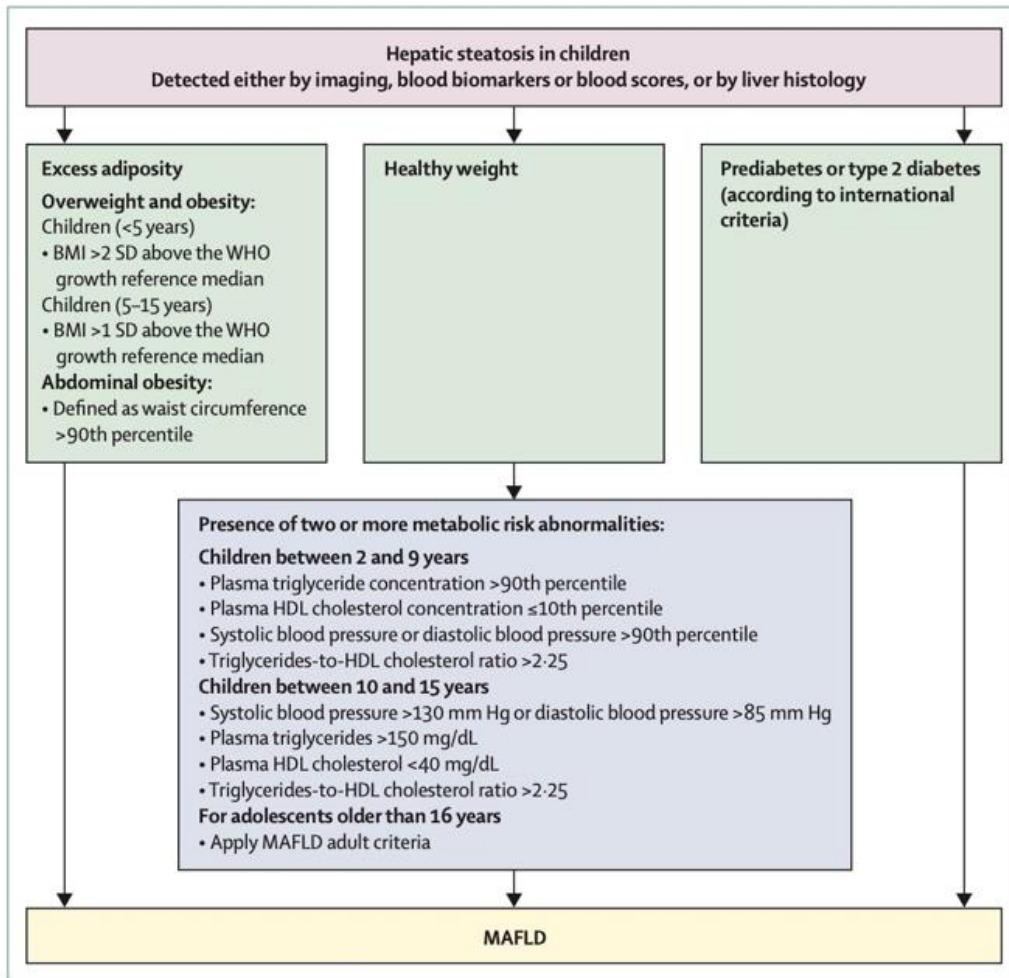 Hepatic steatosis in children
Detected either by imaging, blood biomarkers or blood scores, or by liver histology
Excess adiposity
Overweight and obesity:
Children (<5 years)
• BMI >2 SD above the WHO
growth reference median
Children (5–15 years)
• BMI >1 SD above the WHO
growth reference median
Abdominal obesity:
• Defined as waist circumference
>90th percentile
Healthy weight
Prediabetes or type 2 diabetes
(according to international
criteria)
Presence of two or more metabolic risk abnormalities:
Children between 2 and 9 years
• Plasma triglyceride concentration >90th percentile
• Plasma HDL cholesterol concentration ≤10th percentile
• Systolic blood pressure or diastolic blood pressure >90th percentile
• Triglycerides-to-HDL cholesterol ratio >2·25
Children between 10 and 15 years
• Systolic blood pressure >130 mm Hg or diastolic blood pressure >85 mm Hg
• Plasma triglycerides >150 mg/dL
• Plasma HDL cholesterol <40 mg/dL
• Triglycerides-to-HDL cholesterol ratio >2·25
For adolescents older than 16 years
• Apply MAFLD adult criteria
MAFLD